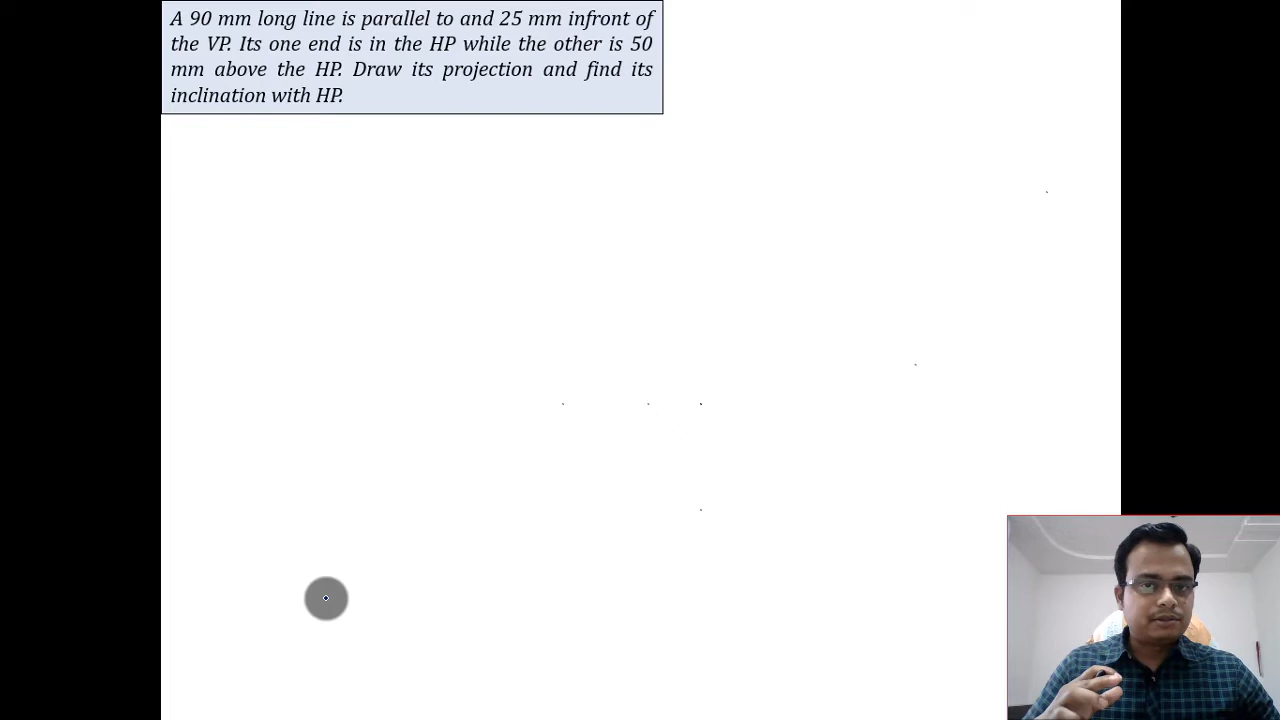 A 90 mm long line is parallel to and 25 mm infront of
the VP. Its one end is in the HP while the other is 50
mm above the HP. Draw its projection and find its
inclination with HP.